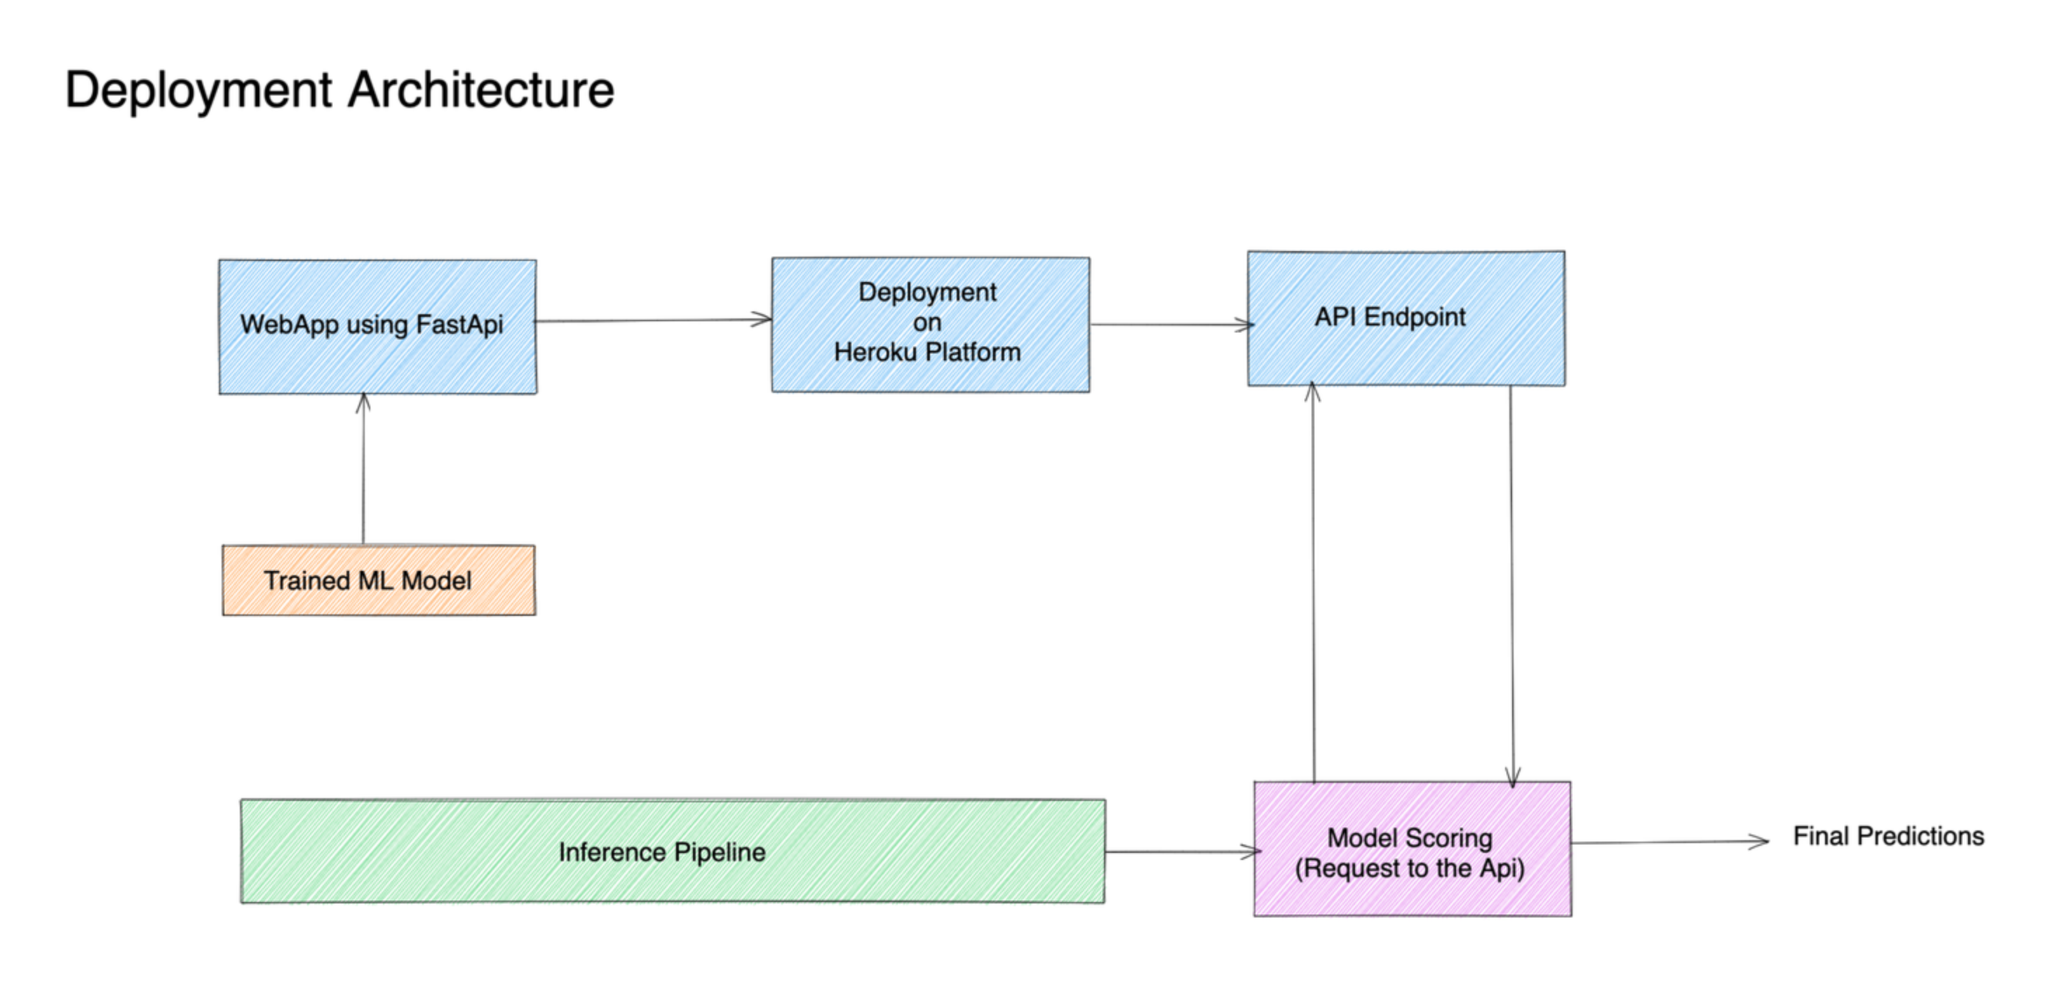 Deployment Architecture
WebApp using FastApi
Deployment
on
Heroku Platform
API Endpoint
Trained ML Model
Inference Pipeline
Model Scoring
(Request to the Api)
Final Predictions